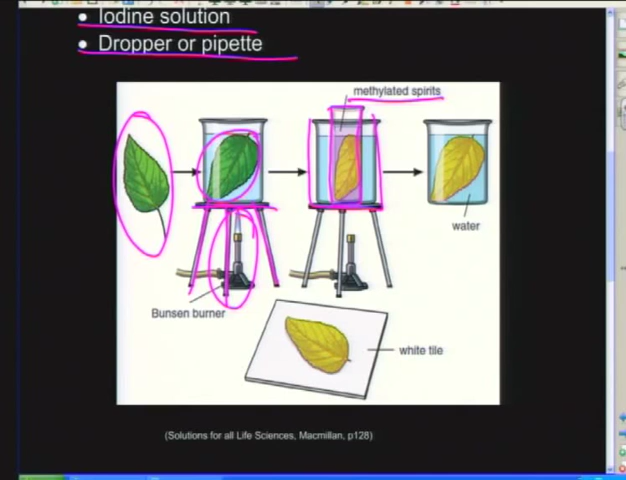 • Iodine solution
• Dropper or pipette
methylated spirits
water
Bunsen burner
white tile
(Solutions for all Life Sciences, Macmillan, p128)